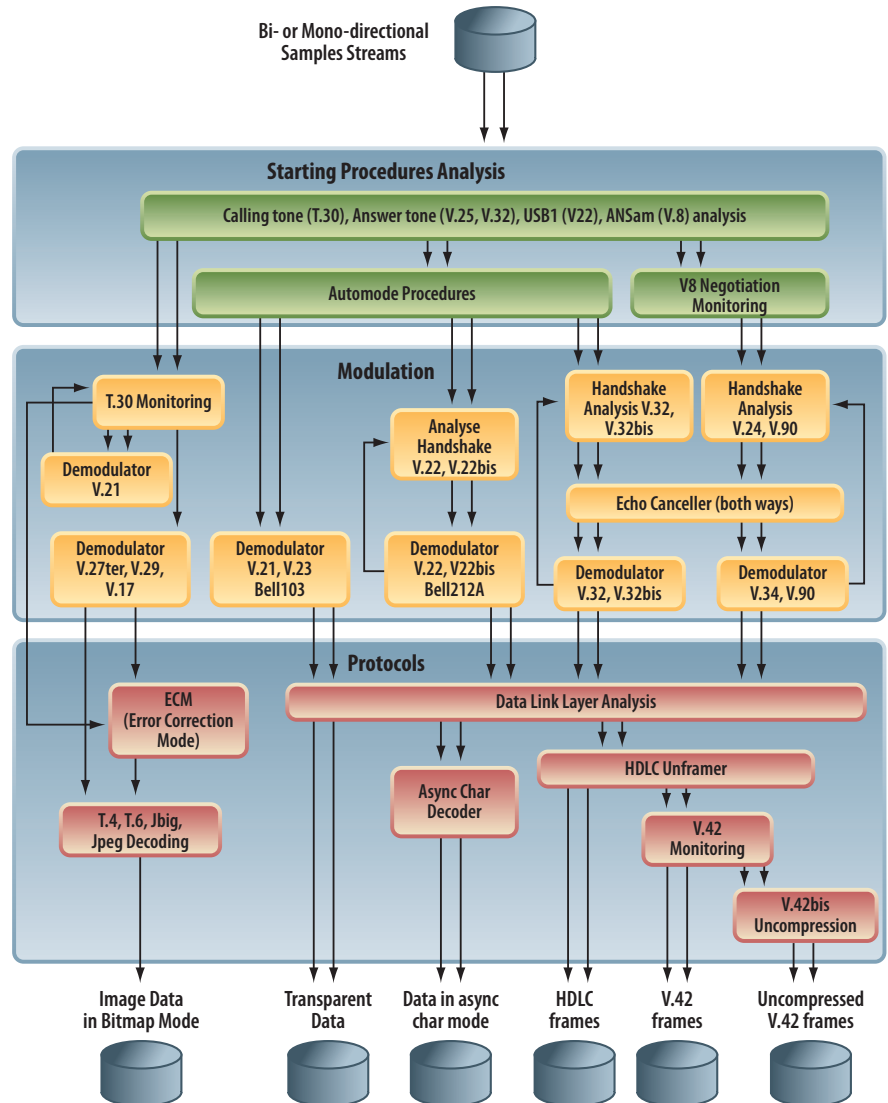 Bi- or Mono-directional
Samples Streams
Starting Procedures Analysis
Calling tone (T.30), Answer tone (V.25, V.32), USB1 (V22), ANSam (V.8) analysis
Automode Procedures
V8 Negotiation
Monitoring
Modulation
T.30 Monitoring
Demodulator
V.21
Analyse
Handshake
V.22, V.22bis
Handshake
Analysis V.32,
V.32bis
Handshake
Analysis
V.24, V.90
Echo Canceller (both ways)
Demodulator
V.27ter, V.29,
V.17
Demodulator
V.21, V.23
Bell103
Demodulator
V.22, V22bis
Bell212A
Demodulator
V.32, V.32bis
Demodulator
V.34, V.90
Protocols
ECM
(Error Correction
Mode)
Data Link Layer Analysis
T.4, T.6, Jbig,
Jpeg Decoding
Async Char
Decoder
HDLC Unframer
V.42
Monitoring
V.42bis
Uncompression
Image Data
in Bitmap Mode
Transparent
Data
Data in async
char mode
HDLC
frames
V.42
frames
Uncompressed
V.42 frames